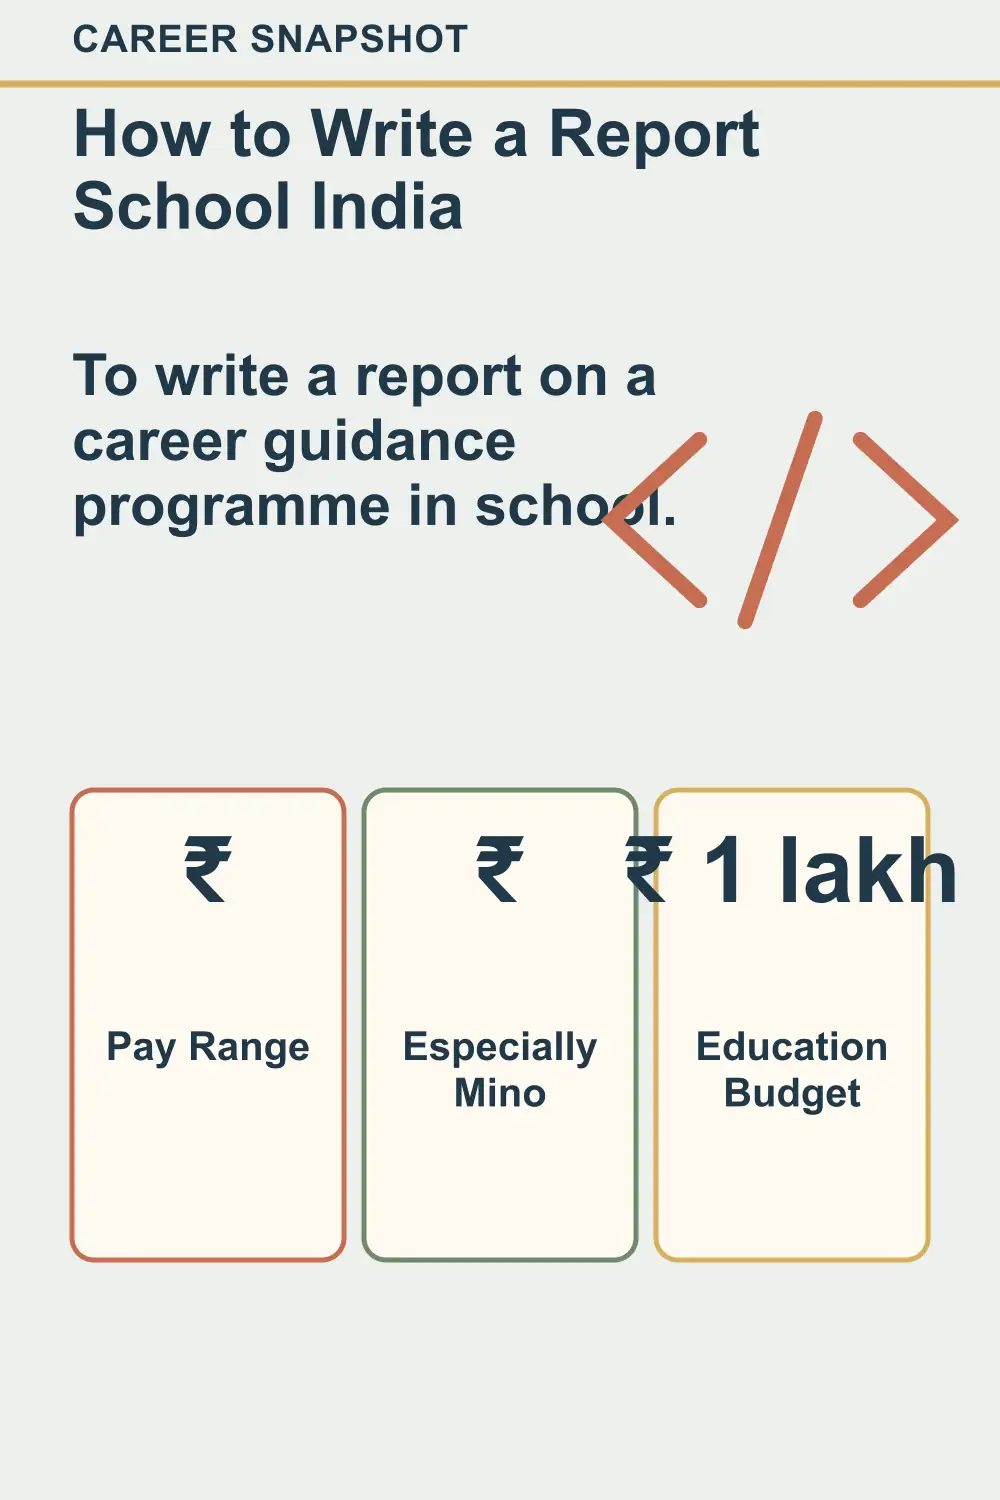 CAREER SNAPSHOT
How to Write a Report
School India
To write a report on a
career guidance
programme in school.
₹
₹
₹ 1 lakh
Pay Range
Especially
Mino
Education
Budget